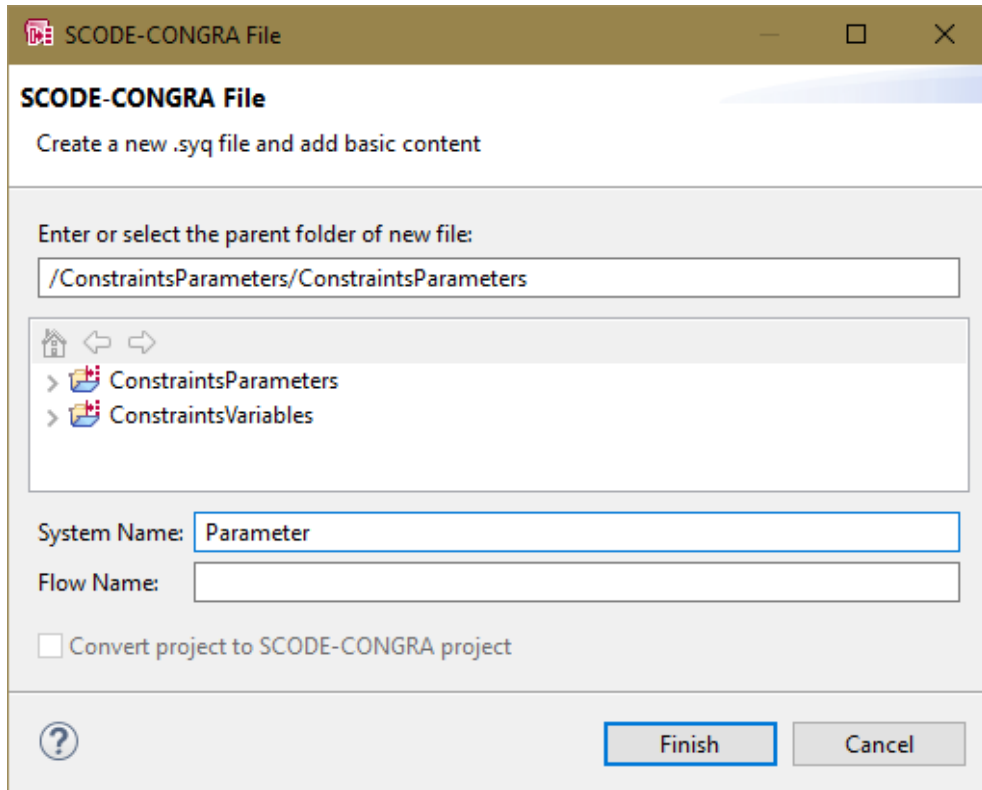 SCODE-CONGRA File
SCODE-CONGRA File
Create a new .syq file and add basic content
Enter or select the parent folder of new file:
/ConstraintsParameters/ConstraintsParameters
ConstraintsParameters
ConstraintsVariables
System Name: Parameter
Flow Name:
Convert project to SCODE-CONGRA project
? Finish Cancel